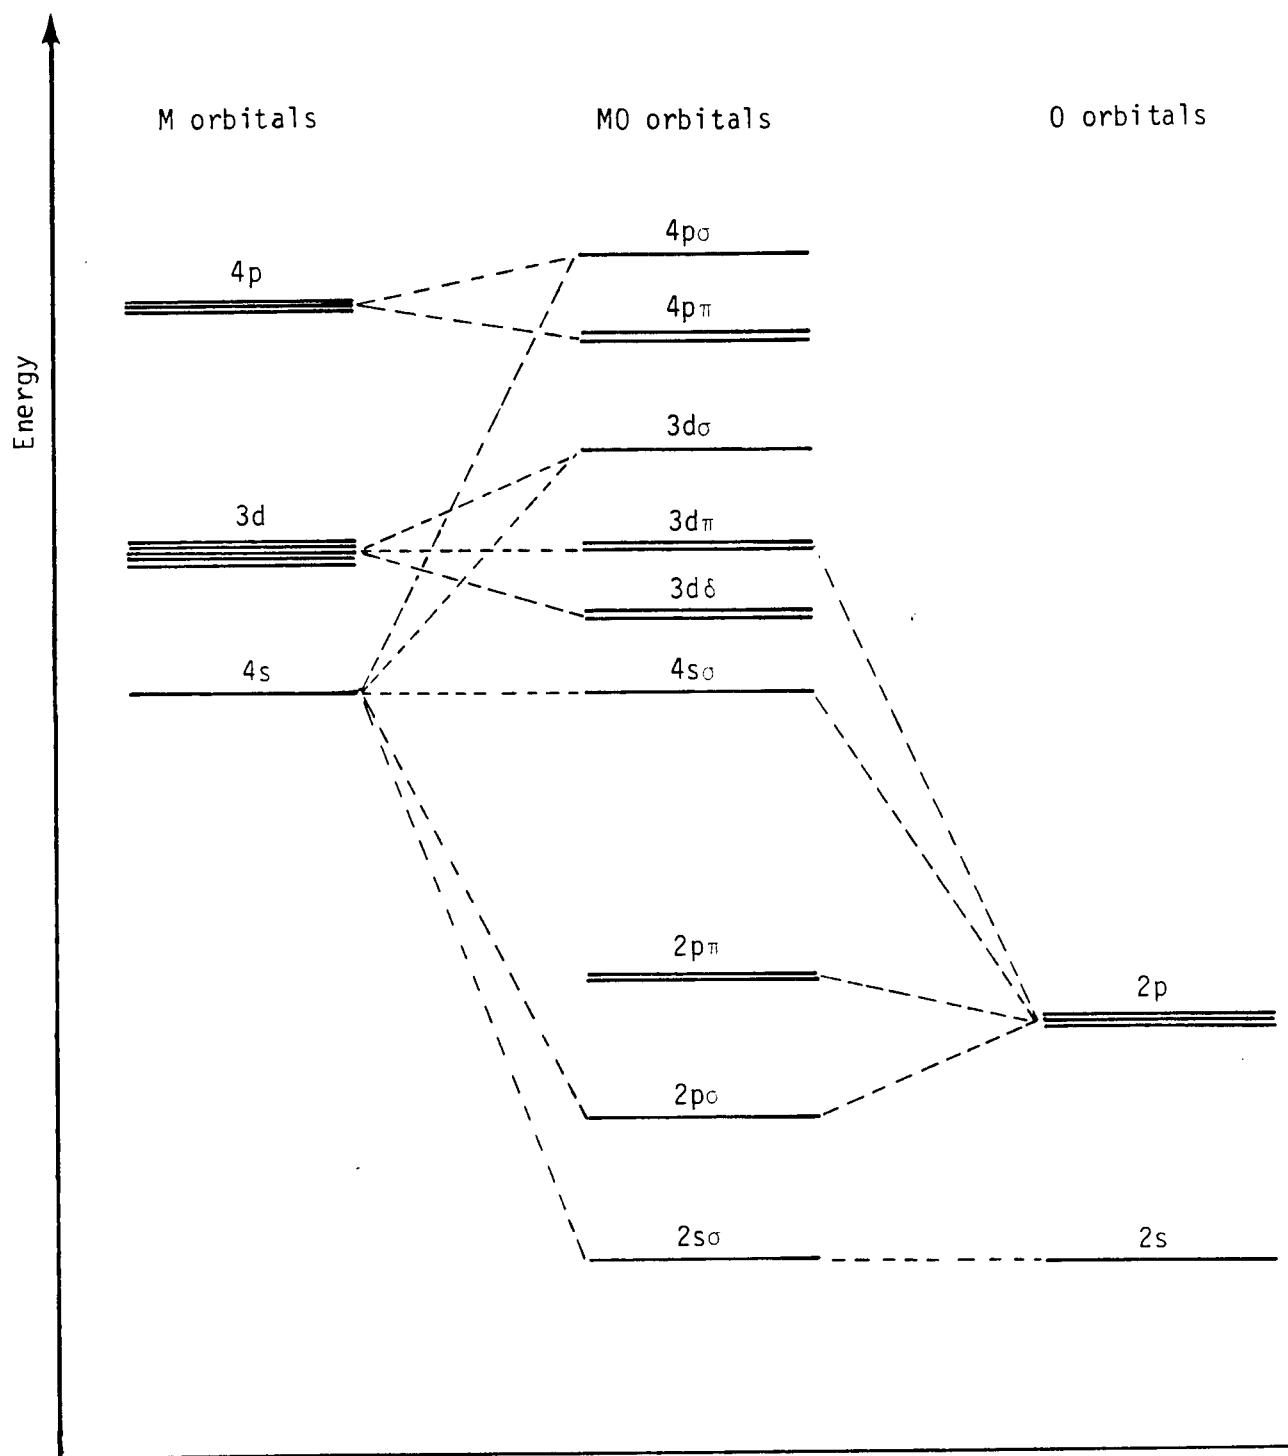 M orbitals
MO orbitals
O orbitals
4pσ
4p
4pπ
Energy
3dσ
3d
3dπ
3dδ
4s
4sσ
2pπ
2p
2pσ
2sσ
2s